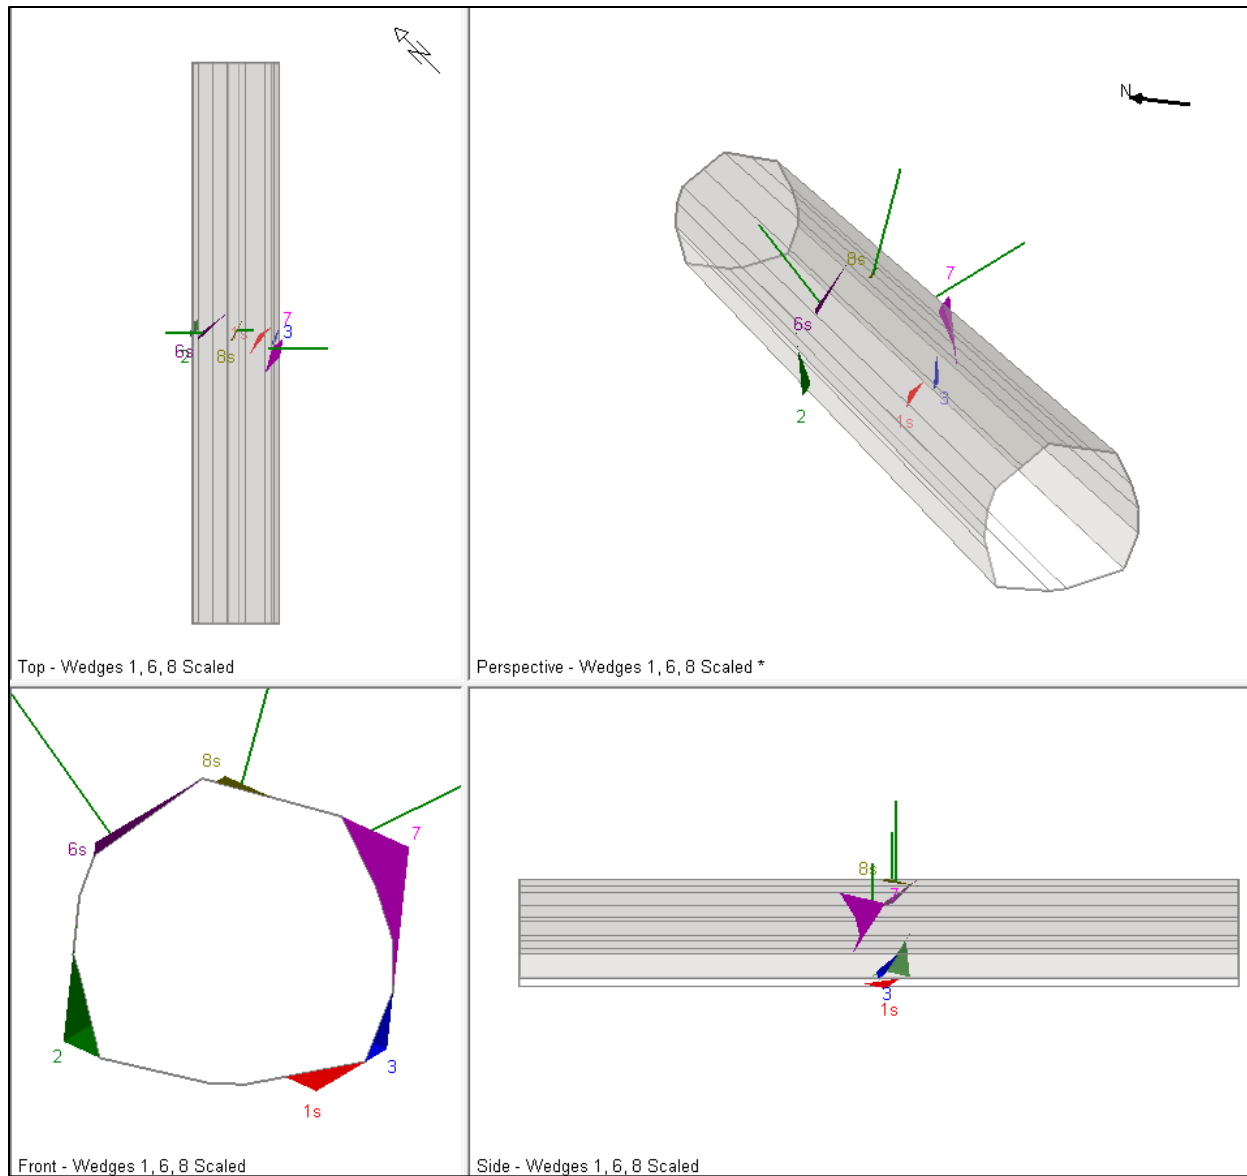 N
7
1s
3
6s
2
8s
Top - Wedges 1, 6, 8 Scaled
N
8s
7
6s
3
2
1s
Perspective - Wedges 1, 6, 8 Scaled *
8s
7
6s
2
3
1s
Front - Wedges 1, 6, 8 Scaled
8s
7
3
1s
Side - Wedges 1, 6, 8 Scaled